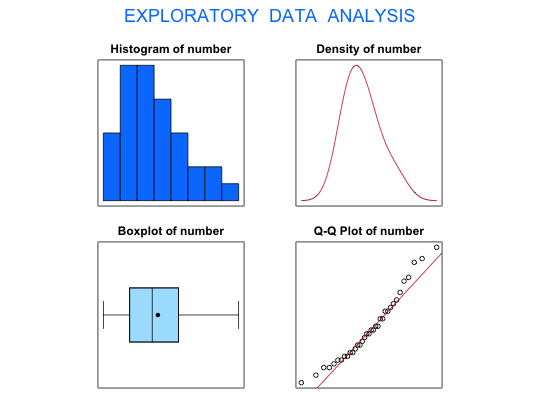 EXPLORATORY DATA ANALYSIS
Histogram of number
Density of number
Boxplot of number
Q-Q Plot of number